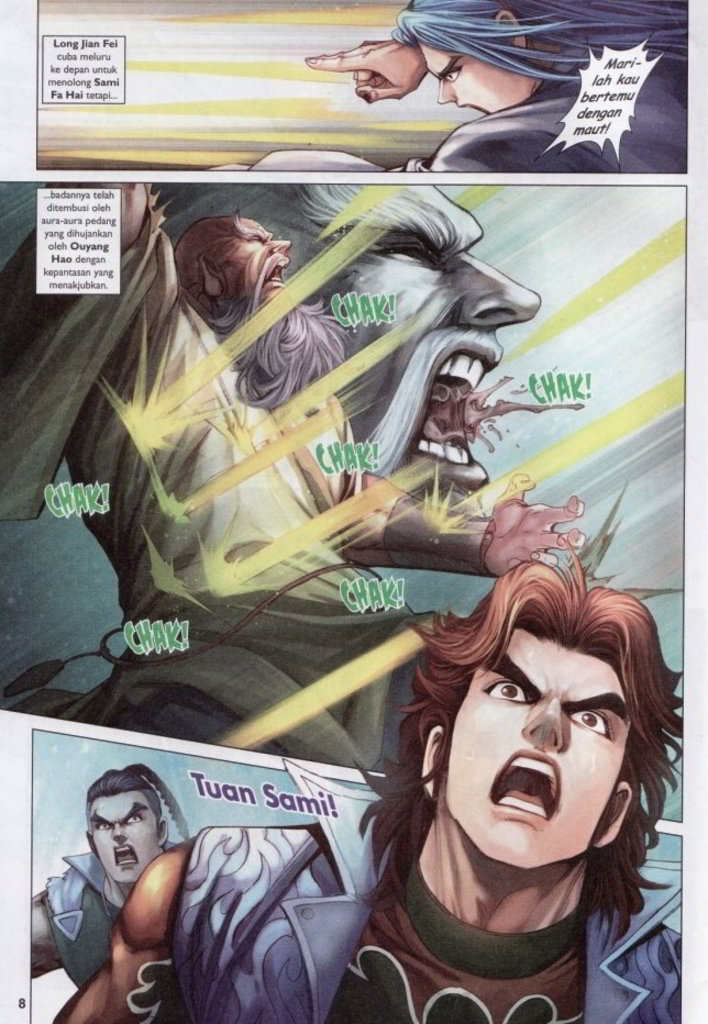 Long Jian Fei
cuba meluru
ke depan untuk
menolong Sami
Fa Hai tetapi...
Mari-
lah kau
bertemu
dengan
maut!
...badannya telah
ditembusi oleh
aura-aura pedang
yang dihujankan
oleh Ouyang
Hao dengan
kepantasan yang
menakjubkan.
CHAK!
CHAK!
CHAK!
CHAK!
CHAK!
CHAK!
Tuan Sami!
8